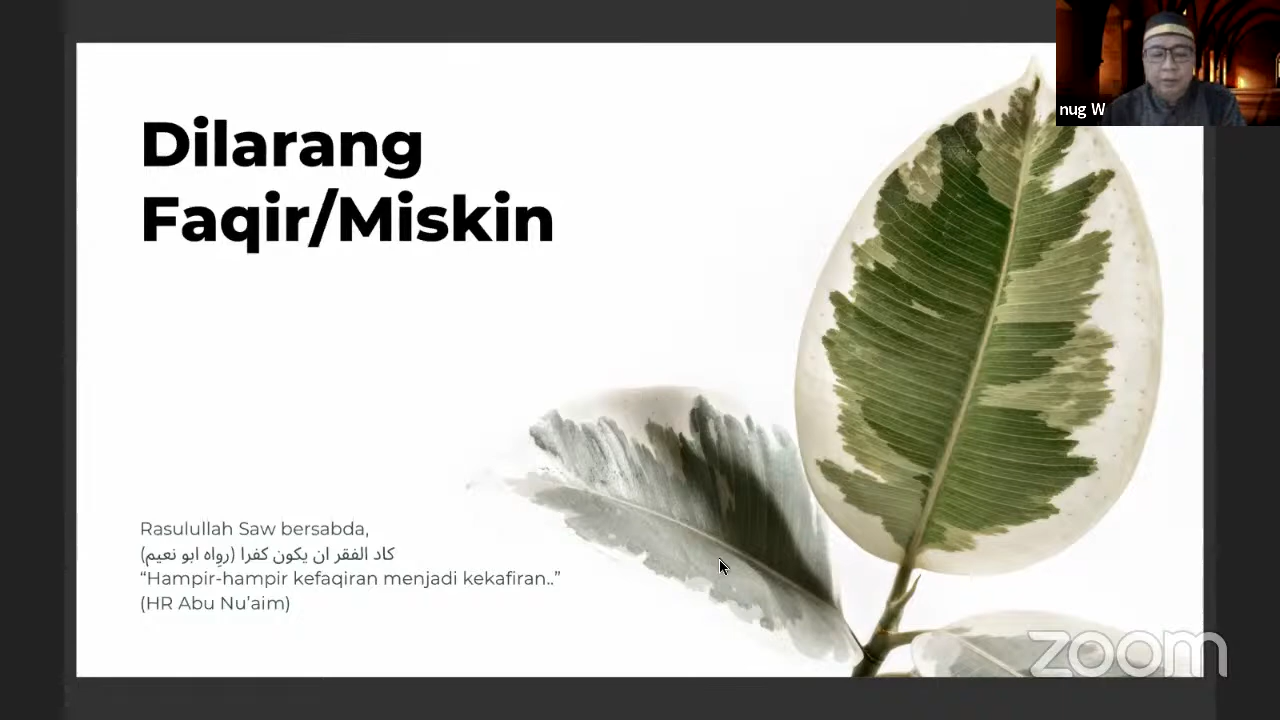 Dilarang
Faqir/Miskin
Rasulullah Saw bersabda,
كاد الفقر ان يكون كفرا (رواه ابو نعيم)
“Hampir-hampir kefaqiran menjadi kekafiran..”
(HR Abu Nu’aim)
nug W
zoom